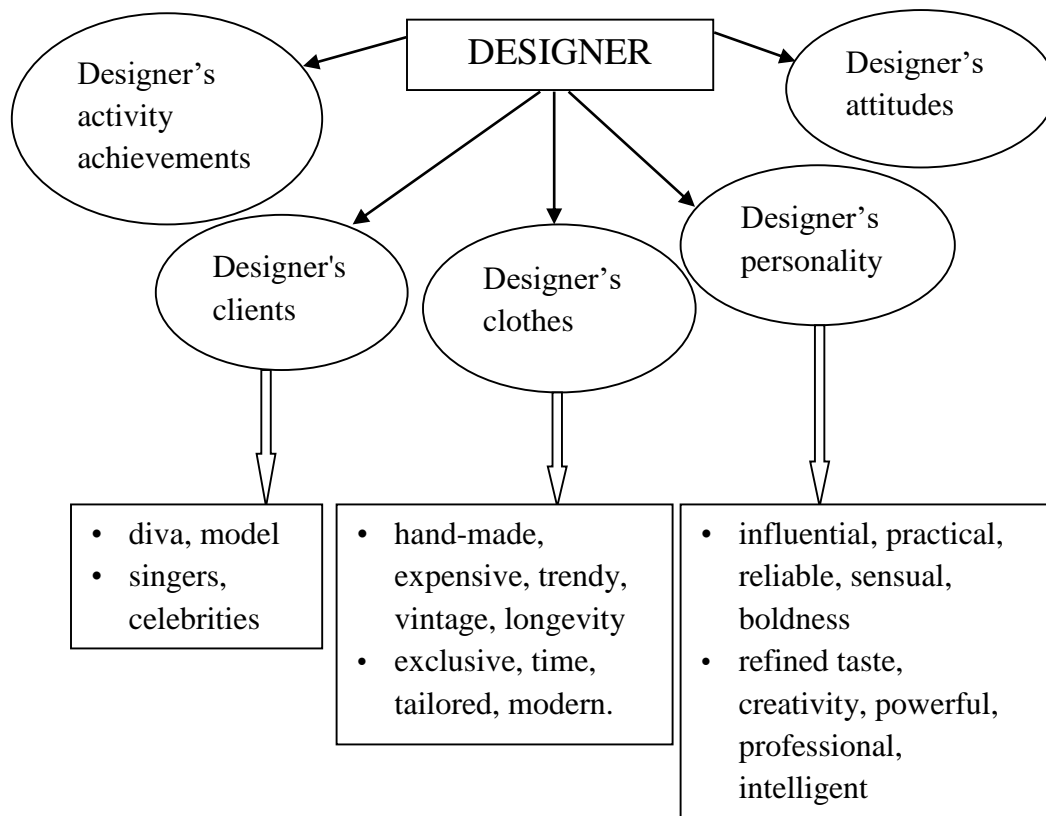 DESIGNER
Designer’s
activity
achievements
Designer's
clients
Designer’s
clothes
Designer’s
personality
Designer’s
attitudes
• diva, model
• singers,
celebrities
• hand-made,
expensive, trendy,
vintage, longevity
• exclusive, time,
tailored, modern.
• influential, practical,
reliable, sensual,
boldness
• refined taste,
creativity, powerful,
professional,
intelligent